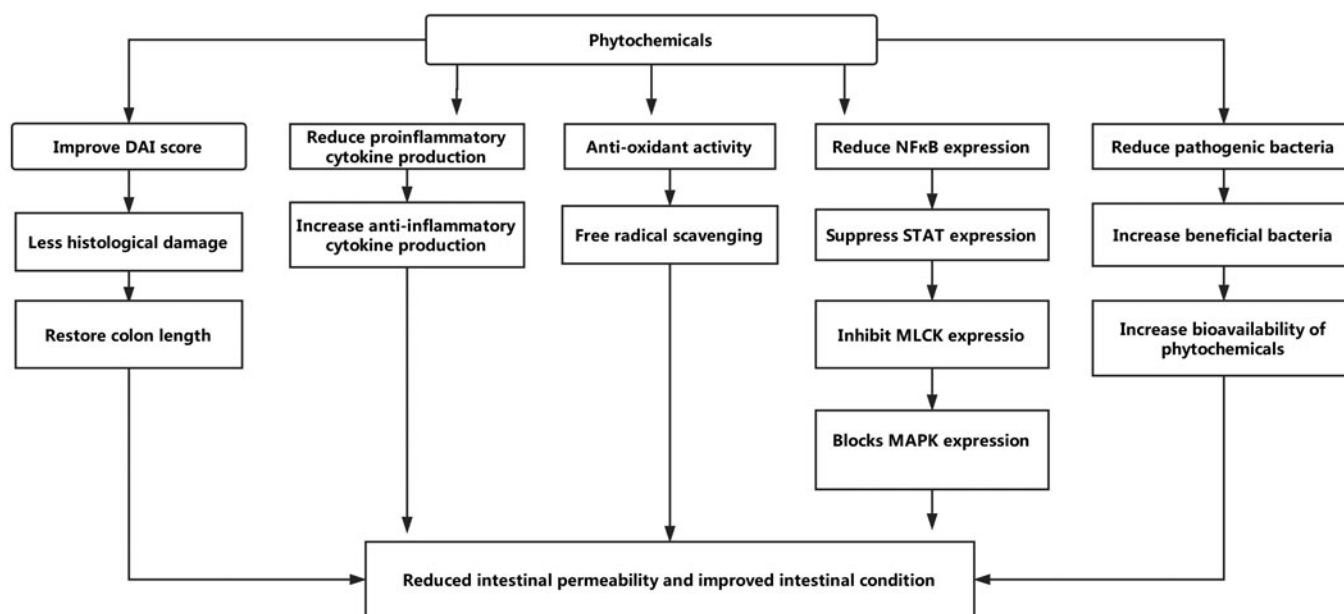 Phytochemicals
Improve DAI score
Less histological damage
Restore colon length
Reduce proinflammatory
cytokine production
Increase anti-inflammatory
cytokine production
Anti-oxidant activity
Free radical scavenging
Reduce NFκB expression
Suppress STAT expression
Inhibit MLCK expressio
Blocks MAPK expression
Reduce pathogenic bacteria
Increase beneficial bacteria
Increase bioavailability of
phytochemicals
Reduced intestinal permeability and improved intestinal condition